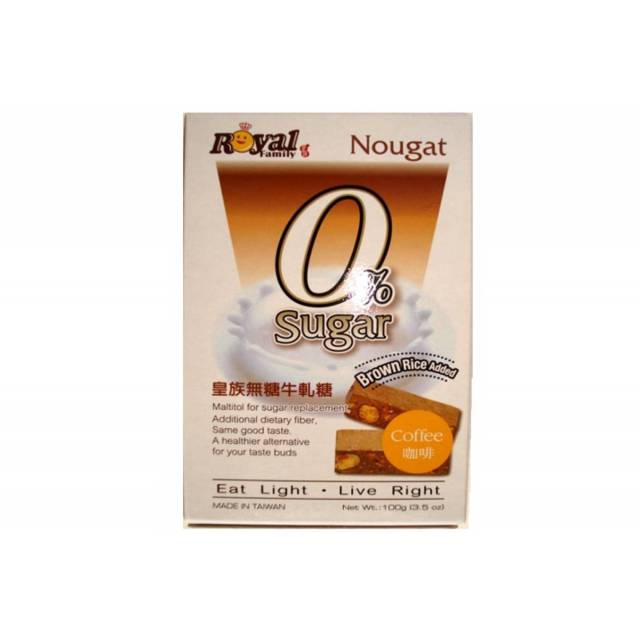 Royal
Family
Nougat
0%
Sugar
Brown Rice Added
皇族無糖牛軋糖
Maltitol for sugar replacement
Additional dietary fiber,
Same good taste.
A healthier alternative
for your taste buds
Coffee
咖啡
Eat Light · Live Right
MADE IN TAIWAN
Net Wt.:100g (3.5 oz)